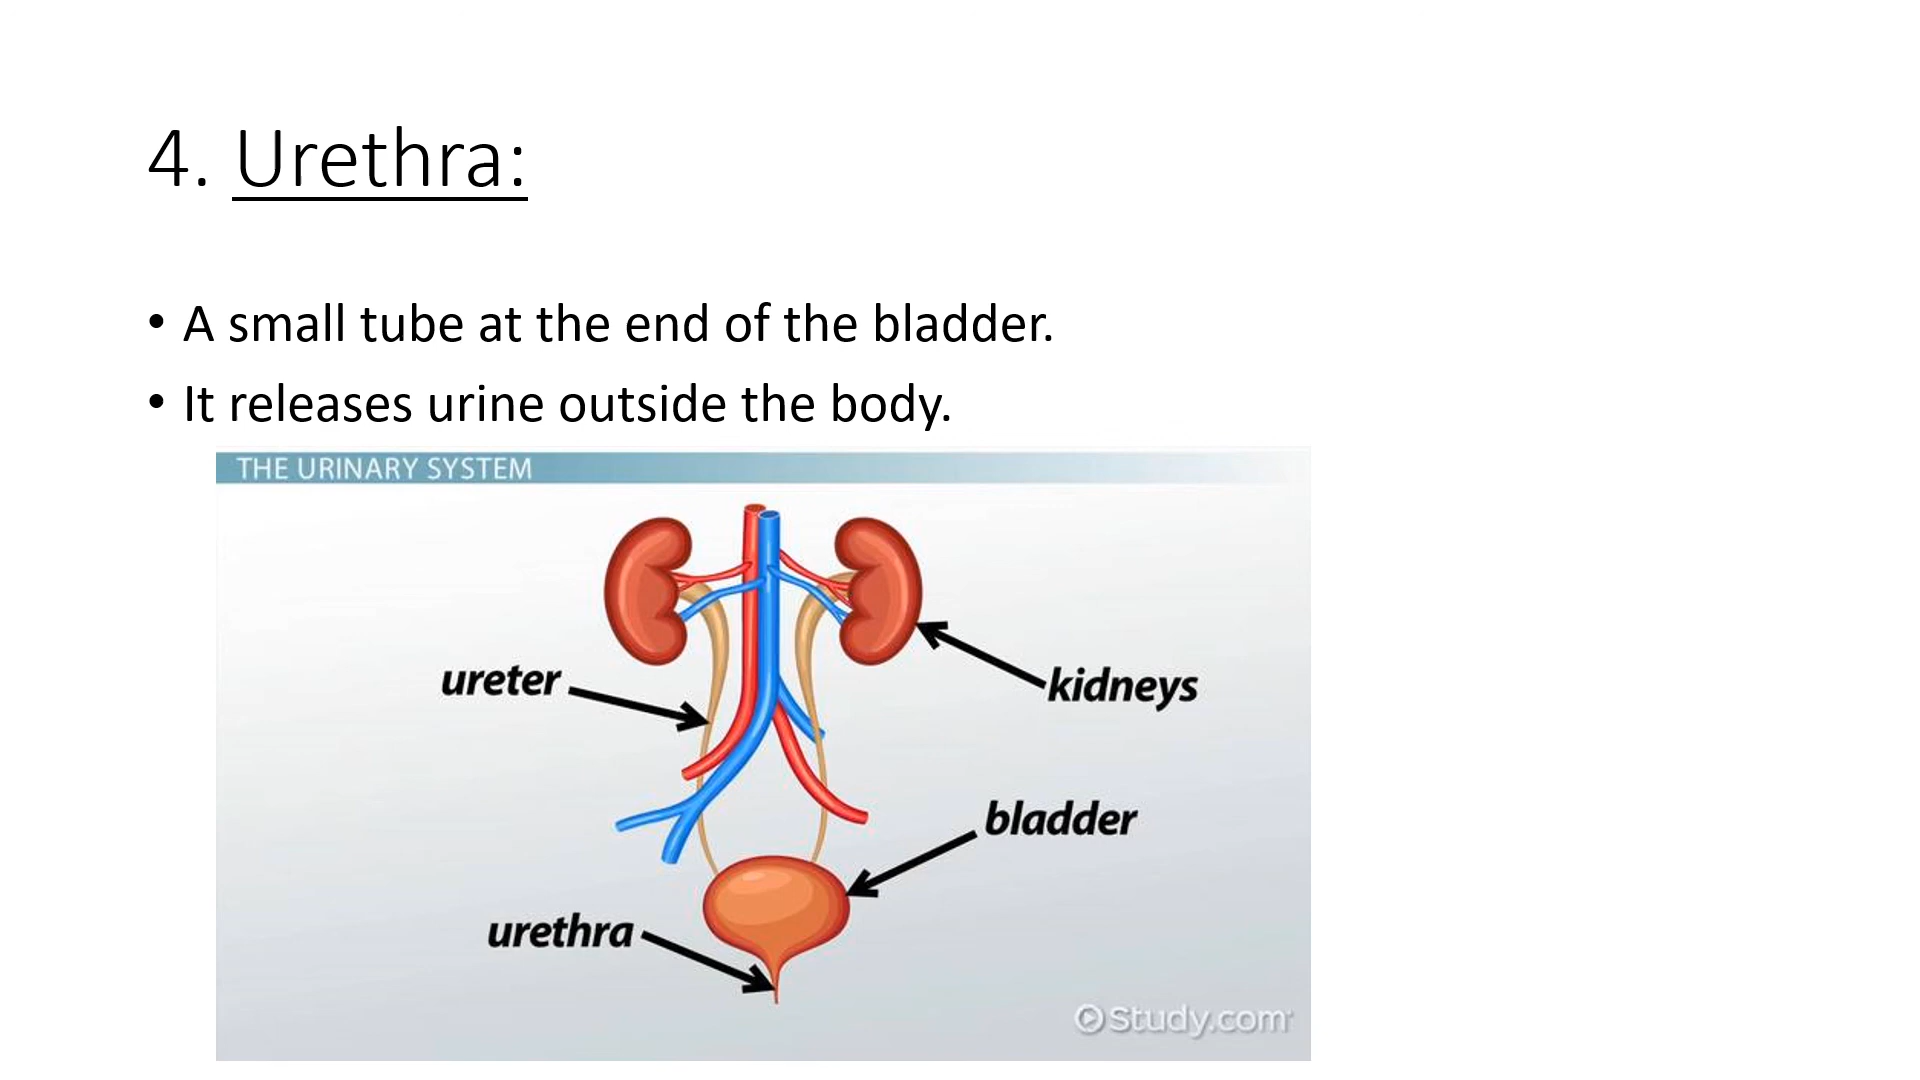 4. Urethra:
• A small tube at the end of the bladder.
• It releases urine outside the body.
THE URINARY SYSTEM
ureter
kidneys
bladder
urethra
Study.com